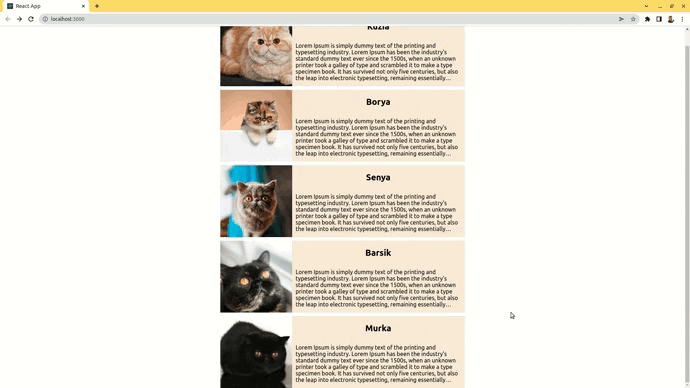 React App
localhost:3000
Kuzia
Lorem Ipsum is simply dummy text of the printing and
typesetting industry. Lorem Ipsum has been the industry's
standard dummy text ever since the 1500s, when an unknown
printer took a galley of type and scrambled it to make a type
specimen book. It has survived not only five centuries, but also
the leap into electronic typesetting, remaining essentially…
Borya
Lorem Ipsum is simply dummy text of the printing and
typesetting industry. Lorem Ipsum has been the industry's
standard dummy text ever since the 1500s, when an unknown
printer took a galley of type and scrambled it to make a type
specimen book. It has survived not only five centuries, but also
the leap into electronic typesetting, remaining essentially…
Senya
Lorem Ipsum is simply dummy text of the printing and
typesetting industry. Lorem Ipsum has been the industry's
standard dummy text ever since the 1500s, when an unknown
printer took a galley of type and scrambled it to make a type
specimen book. It has survived not only five centuries, but also
the leap into electronic typesetting, remaining essentially…
Barsik
Lorem Ipsum is simply dummy text of the printing and
typesetting industry. Lorem Ipsum has been the industry's
standard dummy text ever since the 1500s, when an unknown
printer took a galley of type and scrambled it to make a type
specimen book. It has survived not only five centuries, but also
the leap into electronic typesetting, remaining essentially…
Murka
Lorem Ipsum is simply dummy text of the printing and
typesetting industry. Lorem Ipsum has been the industry's
standard dummy text ever since the 1500s, when an unknown
printer took a galley of type and scrambled it to make a type
specimen book. It has survived not only five centuries, but also
the leap into electronic typesetting, remaining essentially…